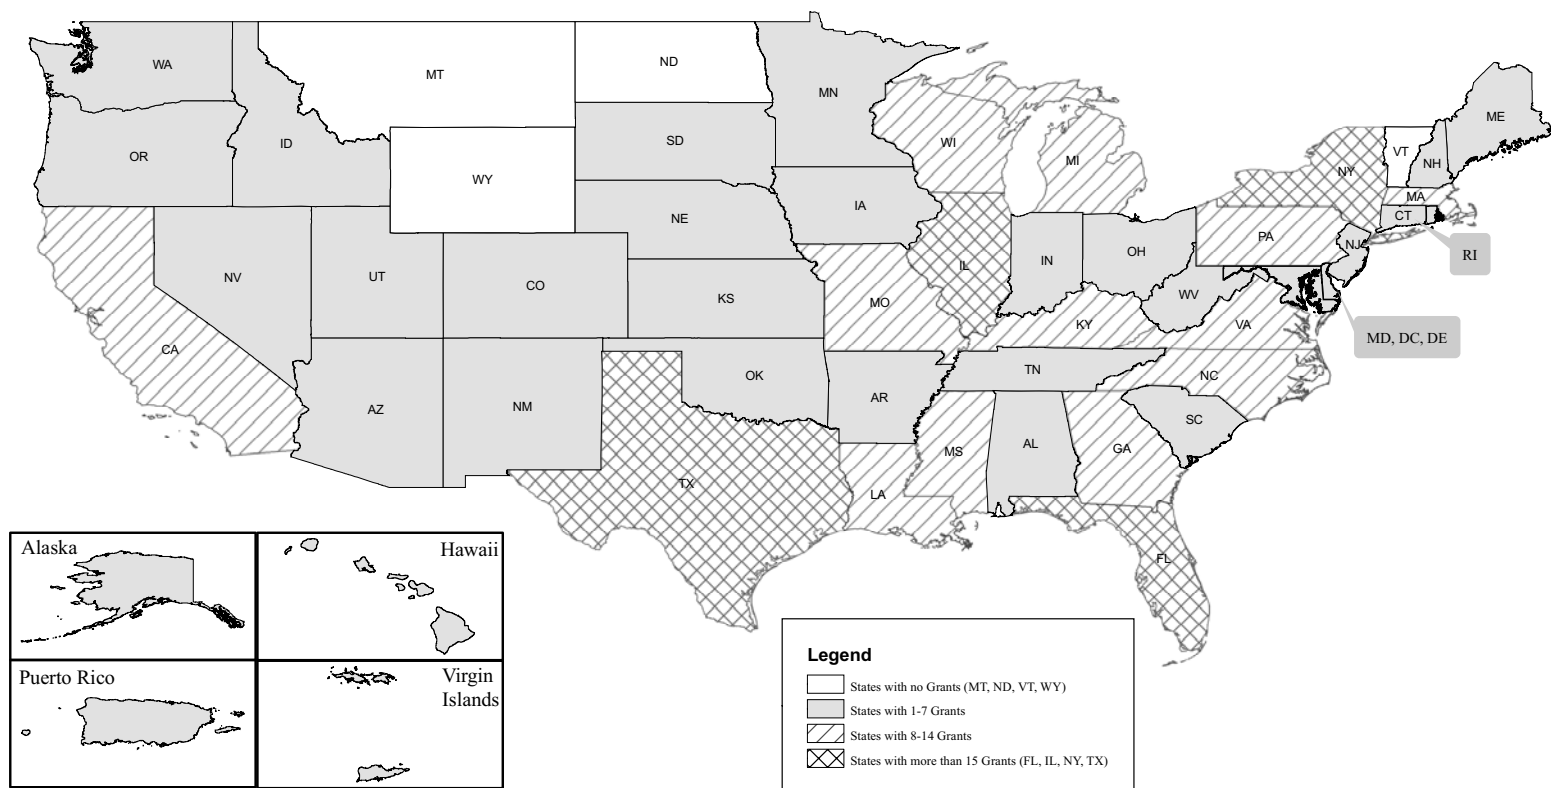 WA
MT
ND
MN
ME
OR
ID
SD
WI
MI
VT
NH
NY
WY
MA
NE
IA
CT
PA
NJ
RI
NV
UT
CO
KS
MO
IL
IN
OH
WV
KY
VA
MD, DC, DE
CA
AZ
NM
OK
AR
TN
NC
TX
LA
MS
AL
GA
SC
FL
Alaska
Hawaii
Puerto Rico
Virgin
Islands
Legend
States with no Grants (MT, ND, VT, WY)
States with 1-7 Grants
States with 8-14 Grants
States with more than 15 Grants (FL, IL, NY, TX)